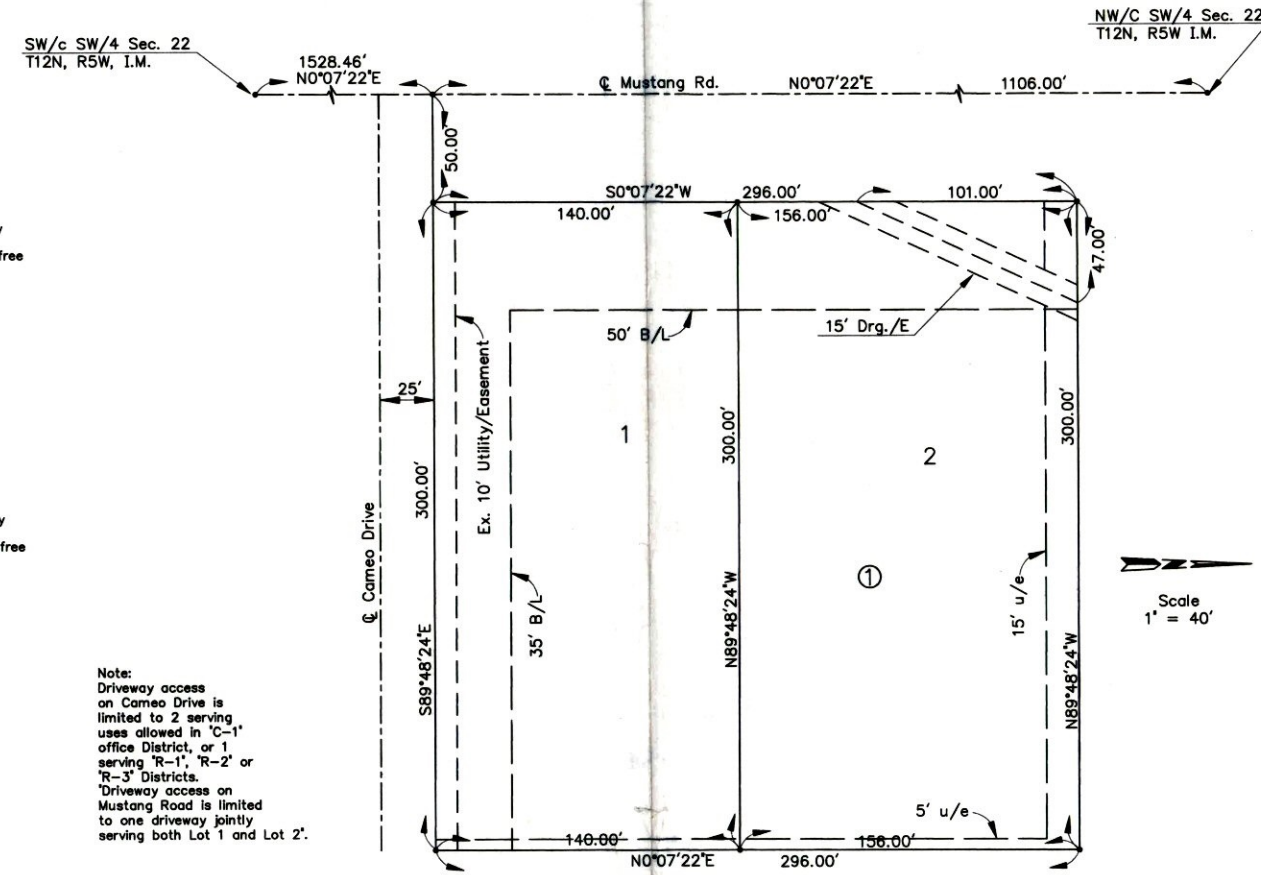 SW/c SW/4 Sec. 22
T12N, R5W, I.M.
NW/C SW/4 Sec. 22
T12N, R5W I.M.
1528.46'
N0°07'22"E
℄ Mustang Rd.
N0°07'22"E
1106.00'
50.00'
S0°07'22"W
296.00'
101.00'
140.00'
156.00'
47.00'
free
15' Drg./E
50' B/L
25'
Ex. 10' Utility/Easement
1
2
300.00'
300.00'
300.00'
free
℄ Cameo Drive
35' B/L
①
15' u/e
Scale
1" = 40'
S89°48'24"E
N89°48'24"W
N89°48'24"W
Note:
Driveway access
on Cameo Drive is
limited to 2 serving
uses allowed in "C-1"
office District, or 1
serving "R-1", "R-2" or
"R-3" Districts.
"Driveway access on
Mustang Road is limited
to one driveway jointly
serving both Lot 1 and Lot 2".
5' u/e
140.00'
156.00'
N0°07'22"E
296.00'